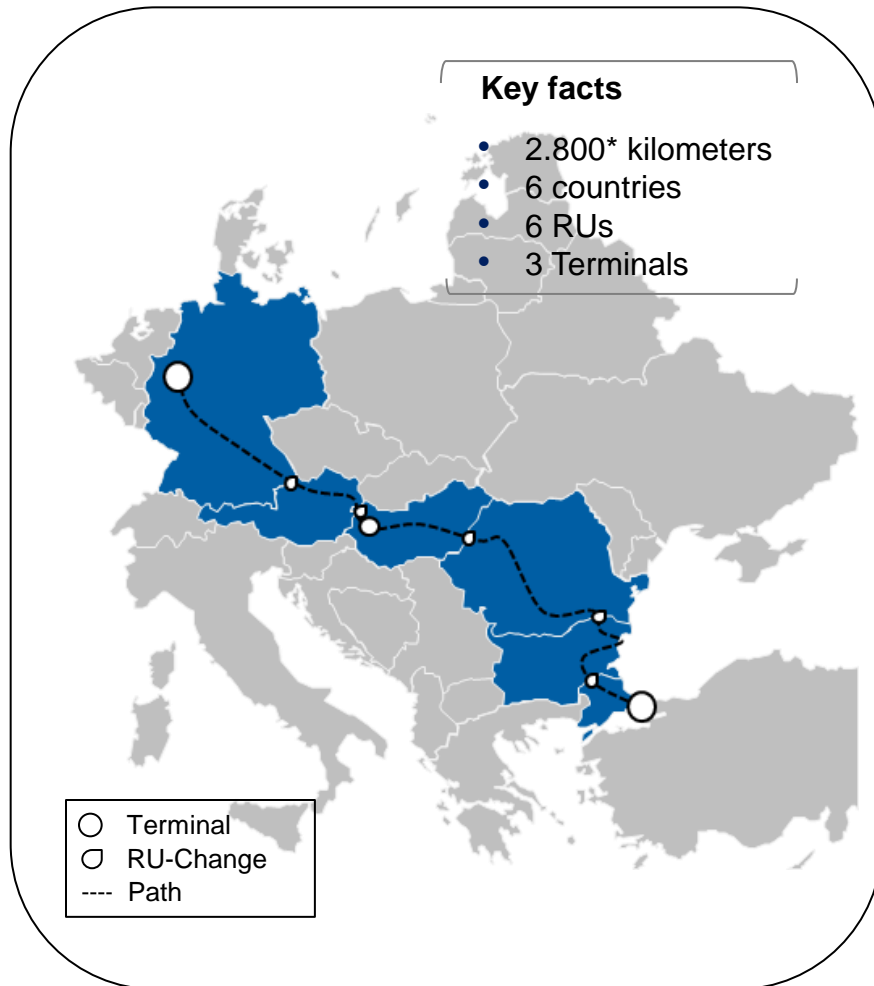 Key facts
• 2.800* kilometers
• 6 countries
• 6 RUs
• 3 Terminals
Terminal
RU-Change
Path